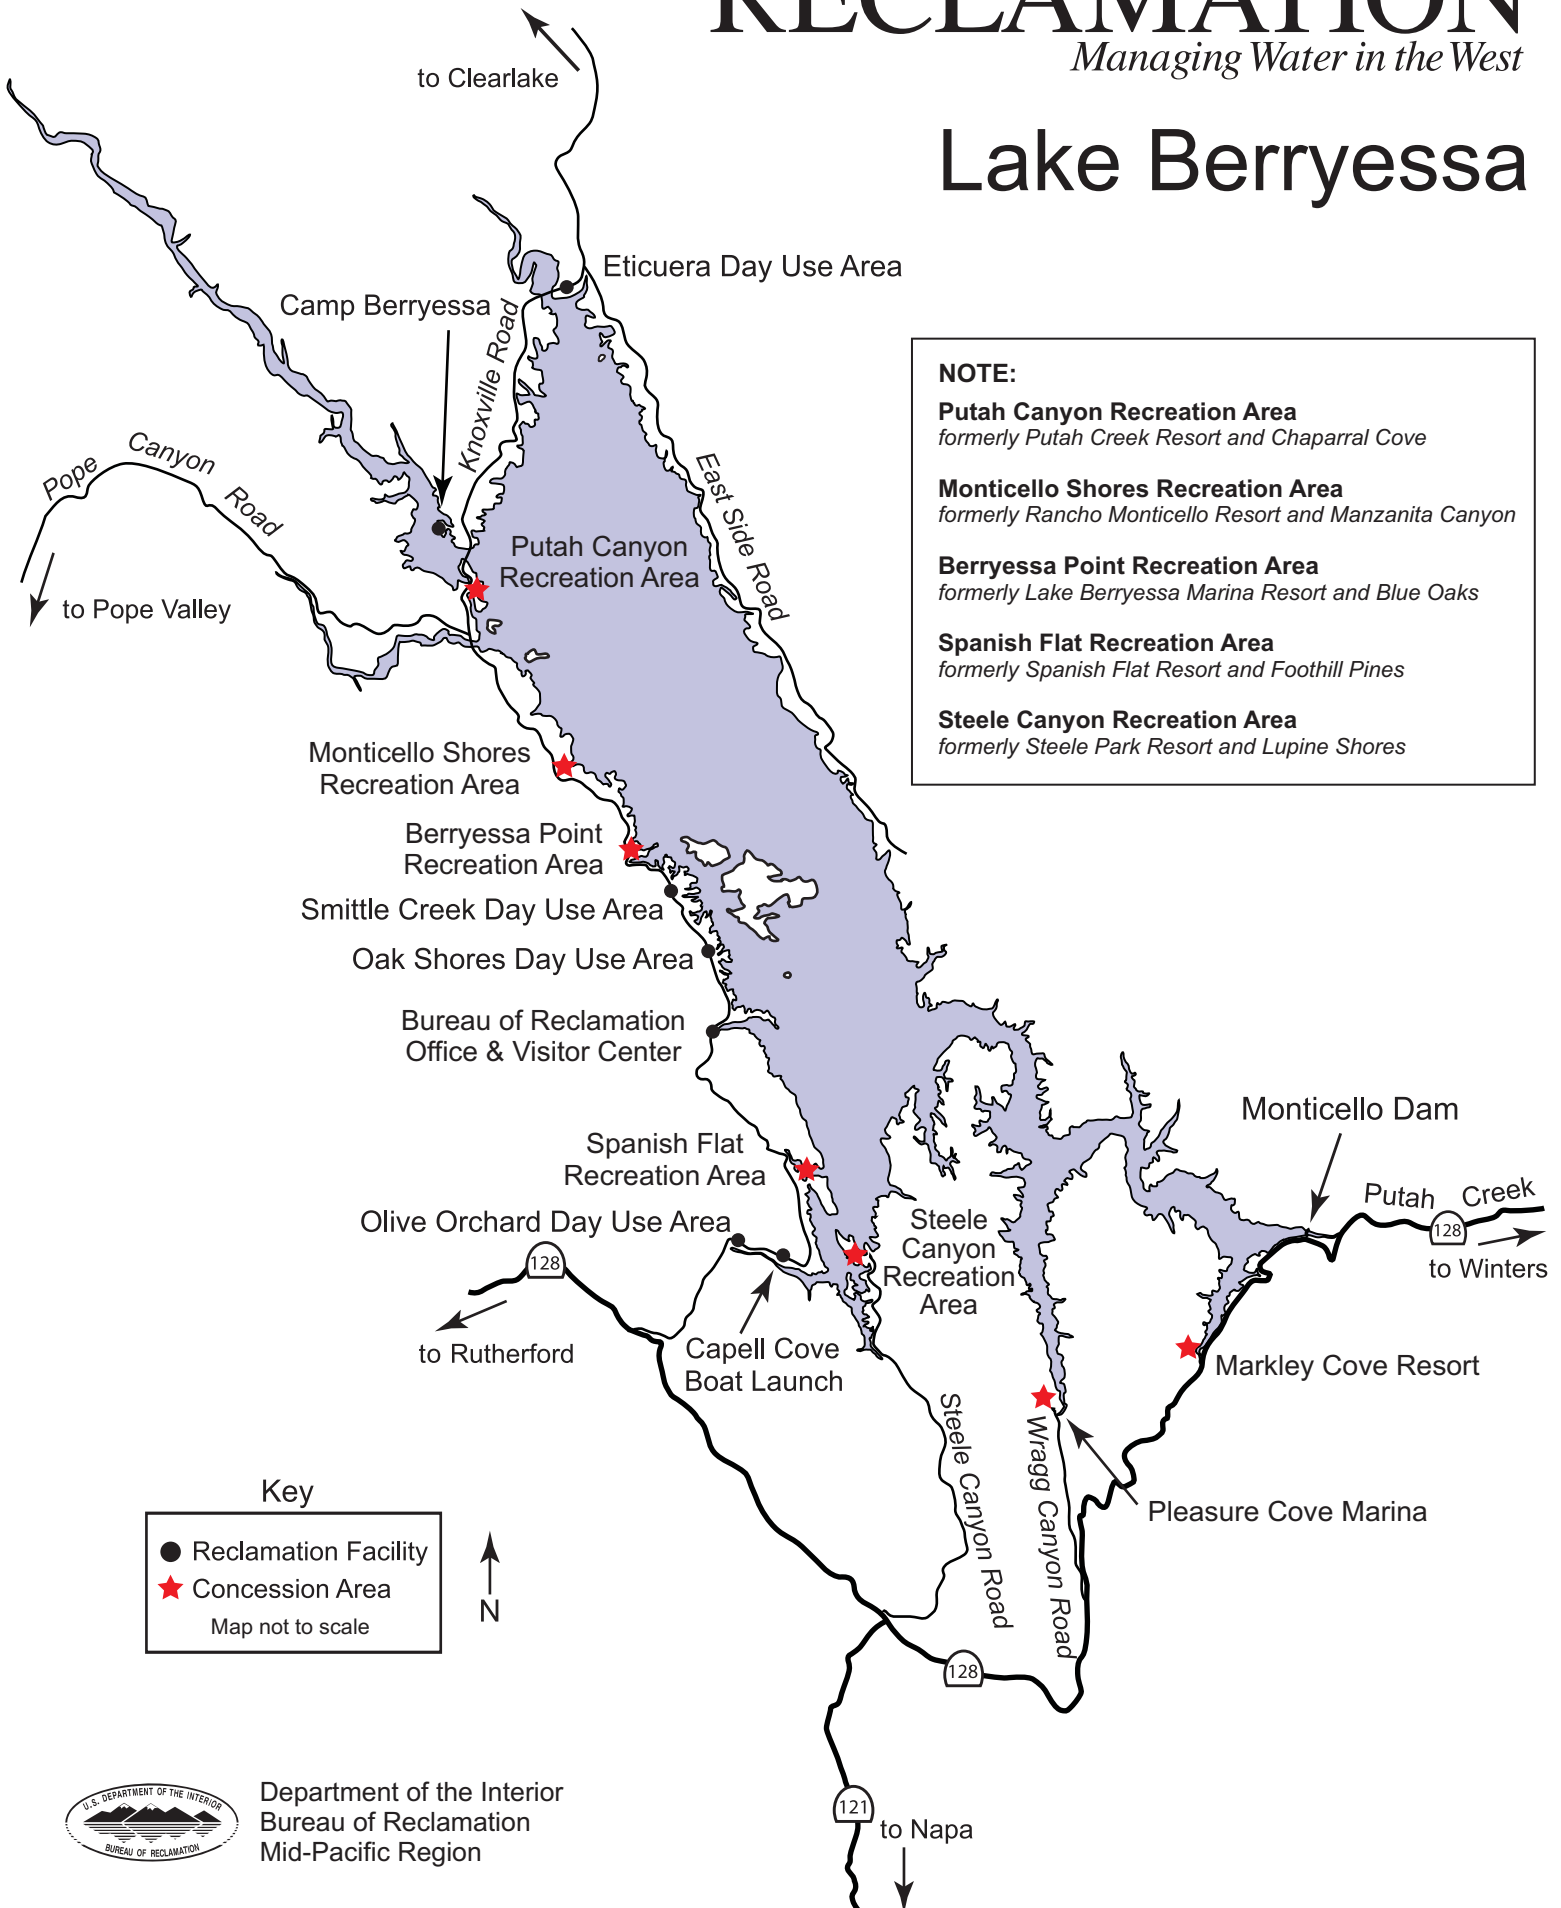 RECLAMATION
Managing Water in the West
Lake Berryessa
to Clearlake
Eticuera Day Use Area
Camp Berryessa
Knoxville Road
NOTE:
Putah Canyon Recreation Area
formerly Putah Creek Resort and Chaparral Cove
Monticello Shores Recreation Area
formerly Rancho Monticello Resort and Manzanita Canyon
Berryessa Point Recreation Area
formerly Lake Berryessa Marina Resort and Blue Oaks
Spanish Flat Recreation Area
formerly Spanish Flat Resort and Foothill Pines
Steele Canyon Recreation Area
formerly Steele Park Resort and Lupine Shores
Pope Canyon Road
East Side Road
Putah Canyon
Recreation Area
to Pope Valley
Monticello Shores
Recreation Area
Berryessa Point
Recreation Area
Smittle Creek Day Use Area
Oak Shores Day Use Area
Bureau of Reclamation
Office & Visitor Center
Monticello Dam
Spanish Flat
Recreation Area
Putah Creek
128
to Winters
Olive Orchard Day Use Area
Steele
Canyon
Recreation
Area
128
to Rutherford
Capell Cove
Boat Launch
Markley Cove Resort
Steele Canyon Road
Wragg Canyon Road
Pleasure Cove Marina
Key
Reclamation Facility
Concession Area
Map not to scale
N
128
121
to Napa
U.S. DEPARTMENT OF THE INTERIOR
BUREAU OF RECLAMATION
Department of the Interior
Bureau of Reclamation
Mid-Pacific Region